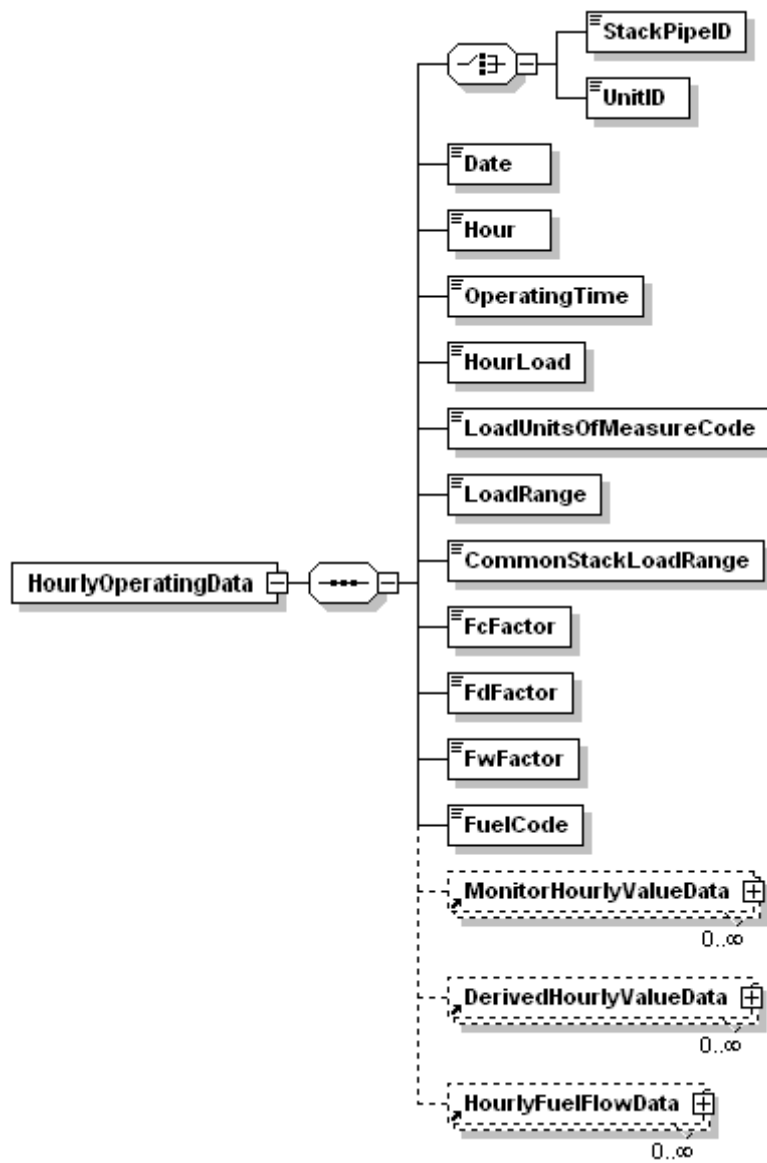 StackPipeID
UnitID
Date
Hour
OperatingTime
HourLoad
LoadUnitsOfMeasureCode
LoadRange
HourlyOperatingData
CommonStackLoadRange
FcFactor
FdFactor
FwFactor
FuelCode
MonitorHourlyValueData
0..∞
DerivedHourlyValueData
0..∞
HourlyFuelFlowData
0..∞